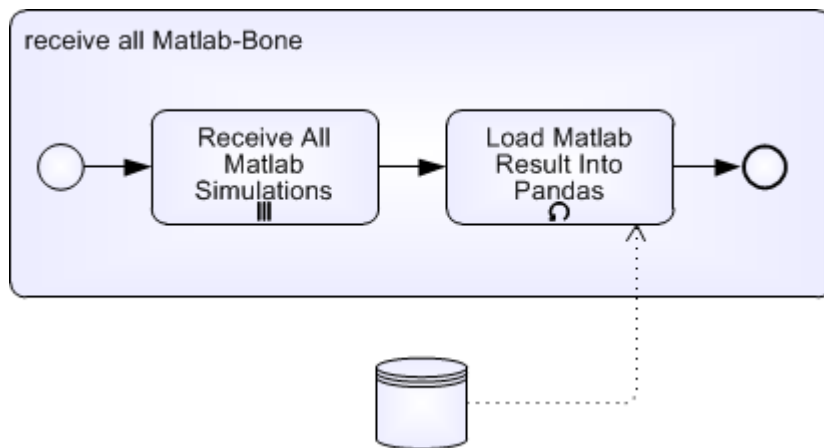 receive all Matlab-Bone
Receive All
Matlab
Simulations
Load Matlab
Result Into
Pandas